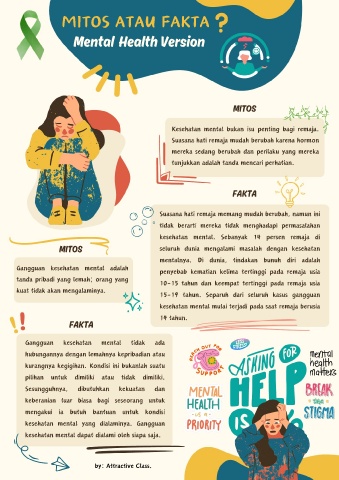 MITOS ATAU FAKTA ?
Mental Health Version
MITOS
Kesehatan mental bukan isu penting bagi remaja.
Suasana hati remaja mudah berubah karena hormon
mereka sedang berubah dan perilaku yang mereka
tunjukkan adalah tanda mencari perhatian.
FAKTA
Suasana hati remaja memang mudah berubah, namun ini
tidak berarti mereka tidak menghadapi permasalahan
kesehatan mental. Sebanyak 14 persen remaja di
seluruh dunia mengalami masalah dengan kesehatan
mentalnya. Di dunia, tindakan bunuh diri adalah
penyebab kematian kelima tertinggi pada remaja usia
10-15 tahun dan keempat tertinggi pada remaja usia
15-19 tahun. Separuh dari seluruh kasus gangguan
kesehatan mental mulai terjadi pada saat remaja berusia
14 tahun.
MITOS
Gangguan kesehatan mental adalah
tanda pribadi yang lemah; orang yang
kuat tidak akan mengalaminya.
FAKTA
Gangguan kesehatan mental tidak ada
hubungannya dengan lemahnya kepribadian atau
kurangnya kegigihan. Kondisi ini bukanlah suatu
pilihan untuk dimiliki atau tidak dimiliki.
Sesungguhnya, dibutuhkan kekuatan dan
keberanian luar biasa bagi seseorang untuk
mengakui ia butuh bantuan untuk kondisi
kesehatan mental yang dialaminya. Gangguan
kesehatan mental dapat dialami oleh siapa saja.
REACH OUT FOR
SUPPORT
ASKING FOR
HELP
IS
mental
health
matters
MENTAL
HEALTH
IS A
PRIORITY
BREAK
THE
STIGMA
by: Attractive Class.